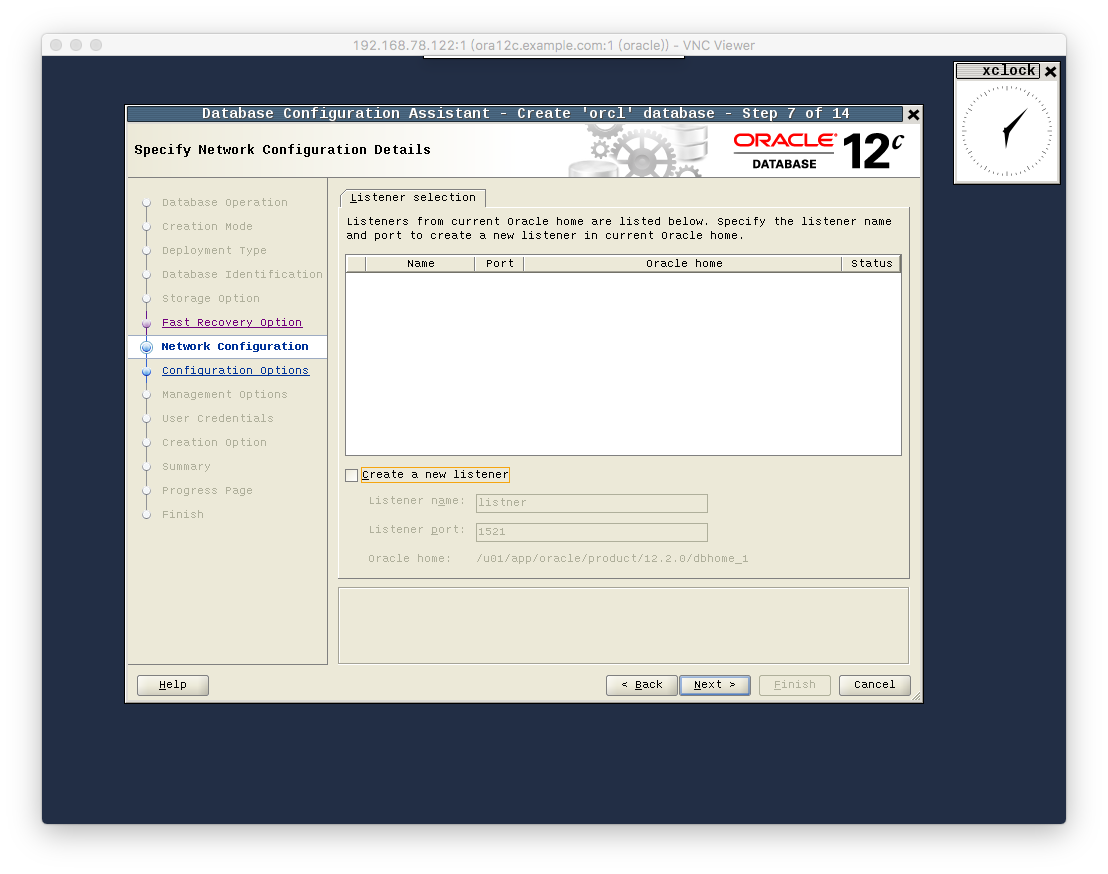 192.168.78.122:1 (ora12c.example.com:1 (oracle)) - VNC Viewer
xclock
Database Configuration Assistant - Create 'orcl' database - Step 7 of 14
Specify Network Configuration Details
ORACLE®
DATABASE
12c
Database Operation
Creation Mode
Deployment Type
Database Identification
Storage Option
Fast Recovery Option
Network Configuration
Configuration Options
Management Options
User Credentials
Creation Option
Summary
Progress Page
Finish
Listener selection
Listeners from current Oracle home are listed below. Specify the listener name
and port to create a new listener in current Oracle home.
Name Port Oracle home Status
Create a new listener
Listener name: listner
Listener port: 1521
Oracle home: /u01/app/oracle/product/12.2.0/dbhome_1
Help < Back Next > Finish Cancel